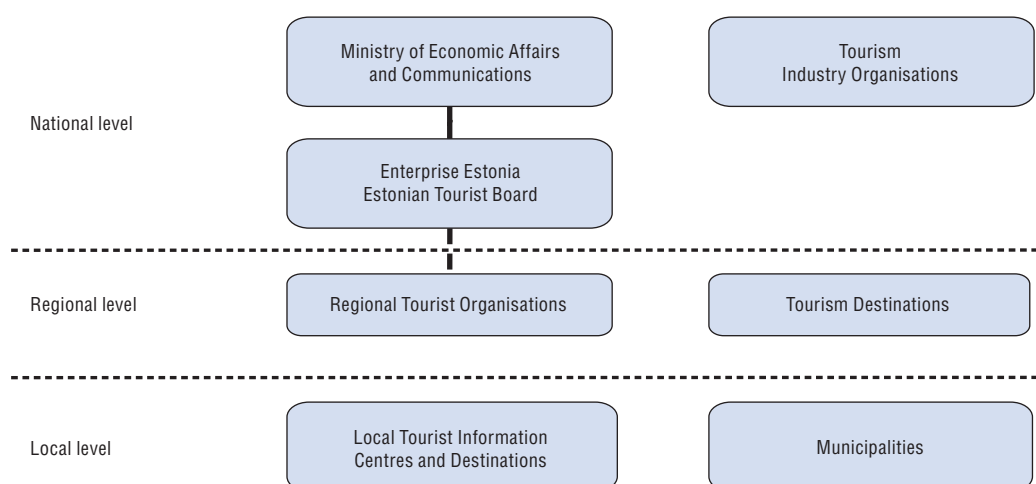 Ministry of Economic Affairs
and Communications
Tourism
Industry Organisations
National level
Enterprise Estonia
Estonian Tourist Board
Regional level
Regional Tourist Organisations
Tourism Destinations
Local level
Local Tourist Information
Centres and Destinations
Municipalities